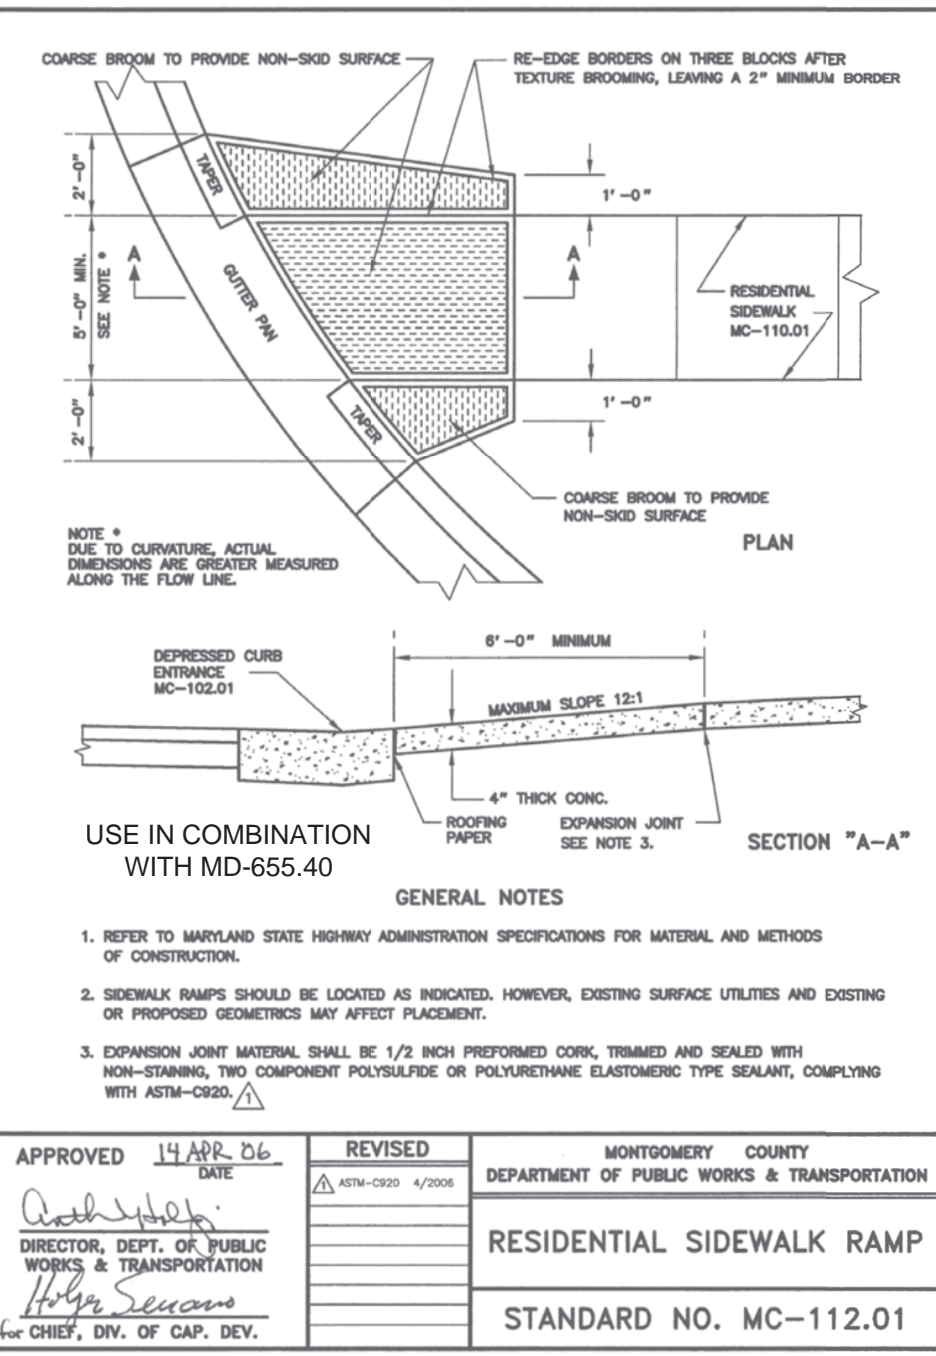 COARSE BROOM TO PROVIDE NON-SKID SURFACE
RE-EDGE BORDERS ON THREE BLOCKS AFTER
TEXTURE BROOMING, LEAVING A 2" MINIMUM BORDER
2'-0"
TAPER
1'-0"
5'-0" MIN.
SEE NOTE *
A
GUTTER PAN
A
RESIDENTIAL
SIDEWALK
MC-110.01
2'-0"
TAPER
1'-0"
COARSE BROOM TO PROVIDE
NON-SKID SURFACE
NOTE *
DUE TO CURVATURE, ACTUAL
DIMENSIONS ARE GREATER MEASURED
ALONG THE FLOW LINE.
PLAN
6'-0" MINIMUM
DEPRESSED CURB
ENTRANCE
MC-102.01
MAXIMUM SLOPE 12:1
4" THICK CONC.
ROOFING
PAPER
EXPANSION JOINT
SEE NOTE 3.
SECTION "A-A"
USE IN COMBINATION
WITH MD-655.40
GENERAL NOTES
1. REFER TO MARYLAND STATE HIGHWAY ADMINISTRATION SPECIFICATIONS FOR MATERIAL AND METHODS
OF CONSTRUCTION.
2. SIDEWALK RAMPS SHOULD BE LOCATED AS INDICATED. HOWEVER, EXISTING SURFACE UTILITIES AND EXISTING
OR PROPOSED GEOMETRICS MAY AFFECT PLACEMENT.
3. EXPANSION JOINT MATERIAL SHALL BE 1/2 INCH PREFORMED CORK, TRIMMED AND SEALED WITH
NON-STAINING, TWO COMPONENT POLYSULFIDE OR POLYURETHANE ELASTOMERIC TYPE SEALANT, COMPLYING
WITH ASTM-C920. 1
APPROVED 14 APR '06
DATE
DIRECTOR, DEPT. OF PUBLIC
WORKS & TRANSPORTATION
for CHIEF, DIV. OF CAP. DEV.
REVISED
1 ASTM-C920 4/2006
MONTGOMERY COUNTY
DEPARTMENT OF PUBLIC WORKS & TRANSPORTATION
RESIDENTIAL SIDEWALK RAMP
STANDARD NO. MC-112.01